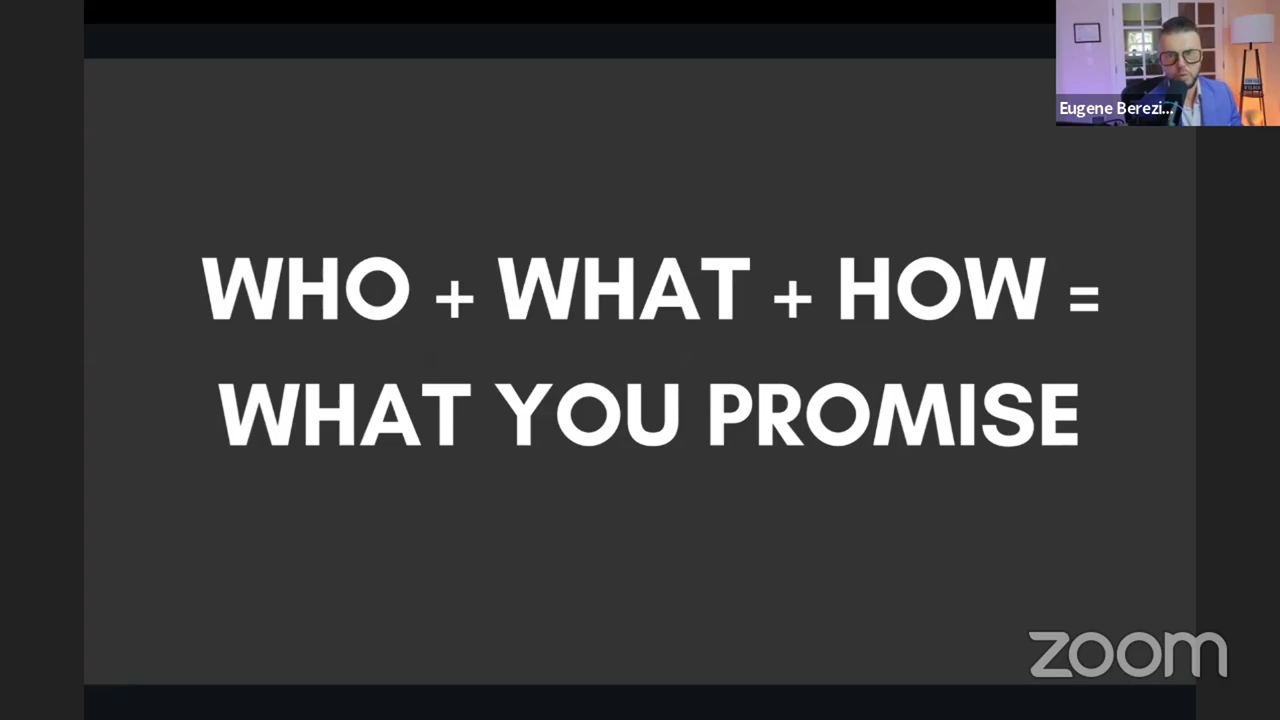 Eugene Berezi...
WHO + WHAT + HOW =
WHAT YOU PROMISE
zoom